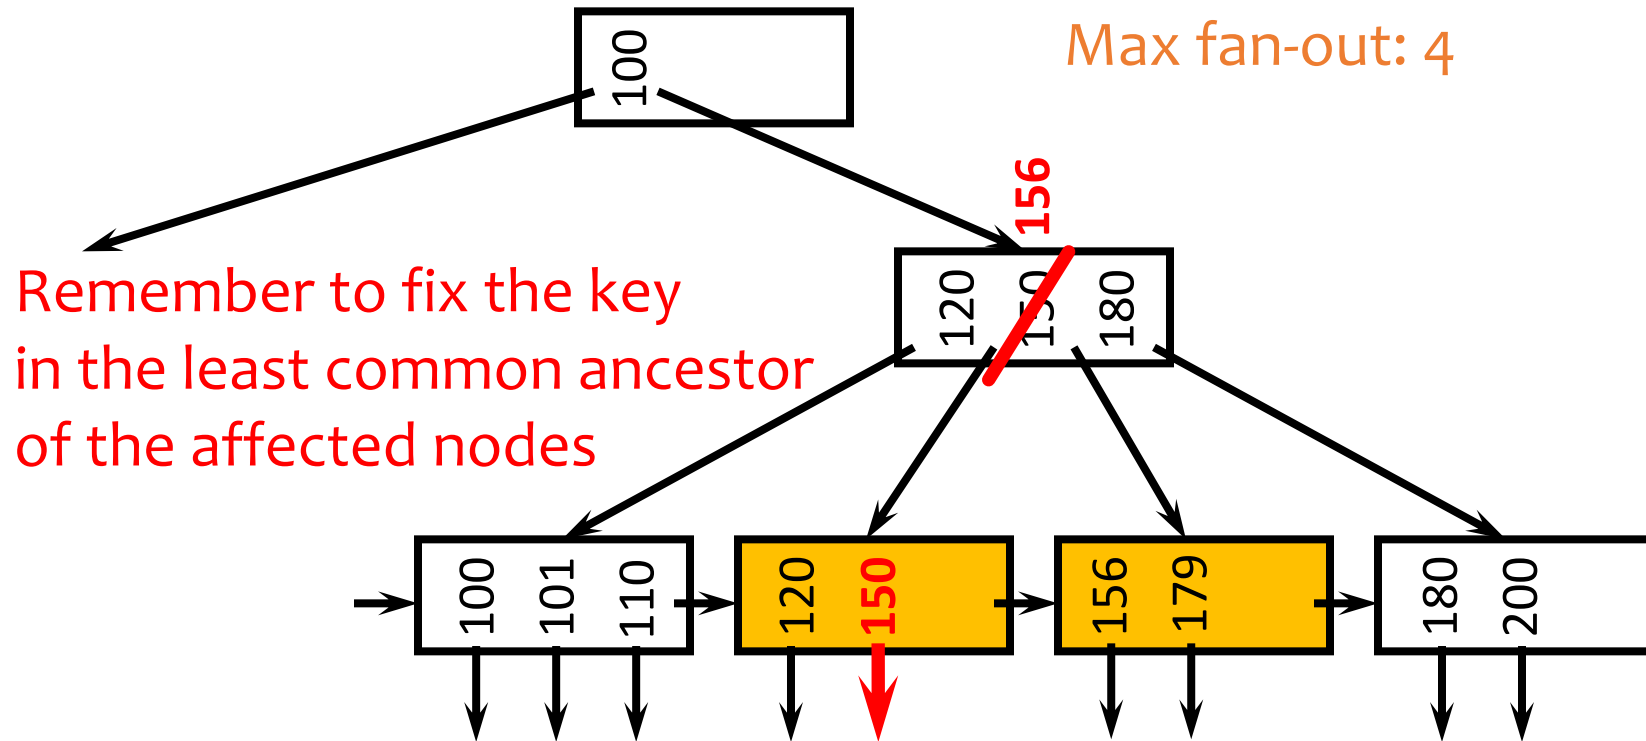 100
Max fan-out: 4
156
120 150 180
Remember to fix the key
in the least common ancestor
of the affected nodes
100 101 110
120 150
156 179
180 200